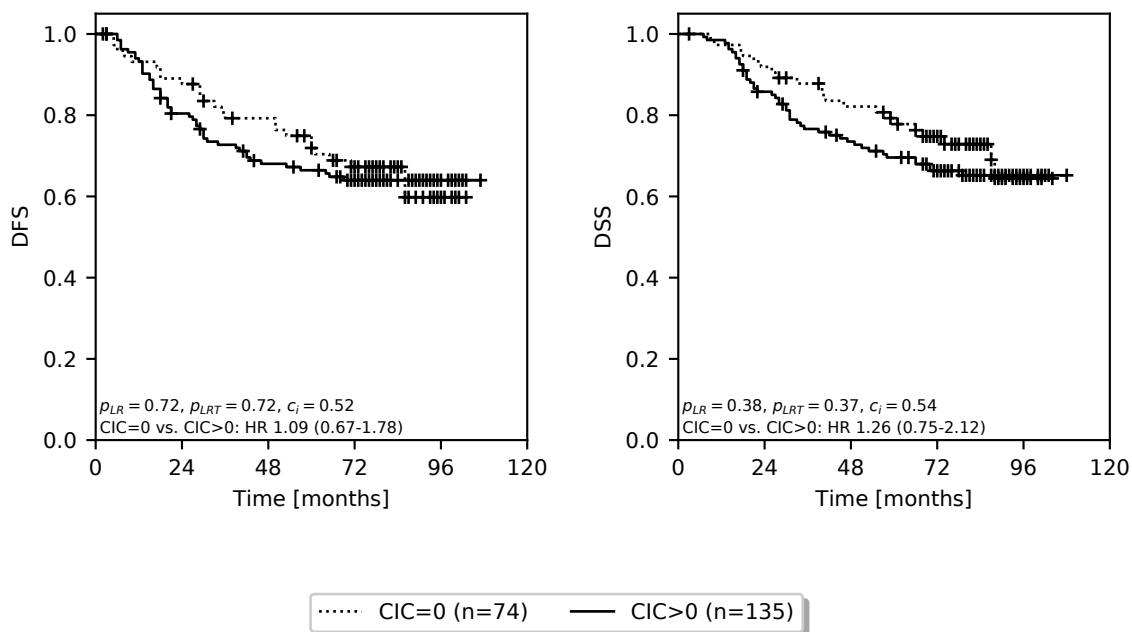 1.0
0.8
0.6
0.4
0.2
0.0
DFS
p_LR = 0.72, p_LRT = 0.72, c_i = 0.52
CIC=0 vs. CIC>0: HR 1.09 (0.67-1.78)
0 24 48 72 96 120
Time [months]
1.0
0.8
0.6
0.4
0.2
0.0
DSS
p_LR = 0.38, p_LRT = 0.37, c_i = 0.54
CIC=0 vs. CIC>0: HR 1.26 (0.75-2.12)
0 24 48 72 96 120
Time [months]
CIC=0 (n=74) CIC>0 (n=135)